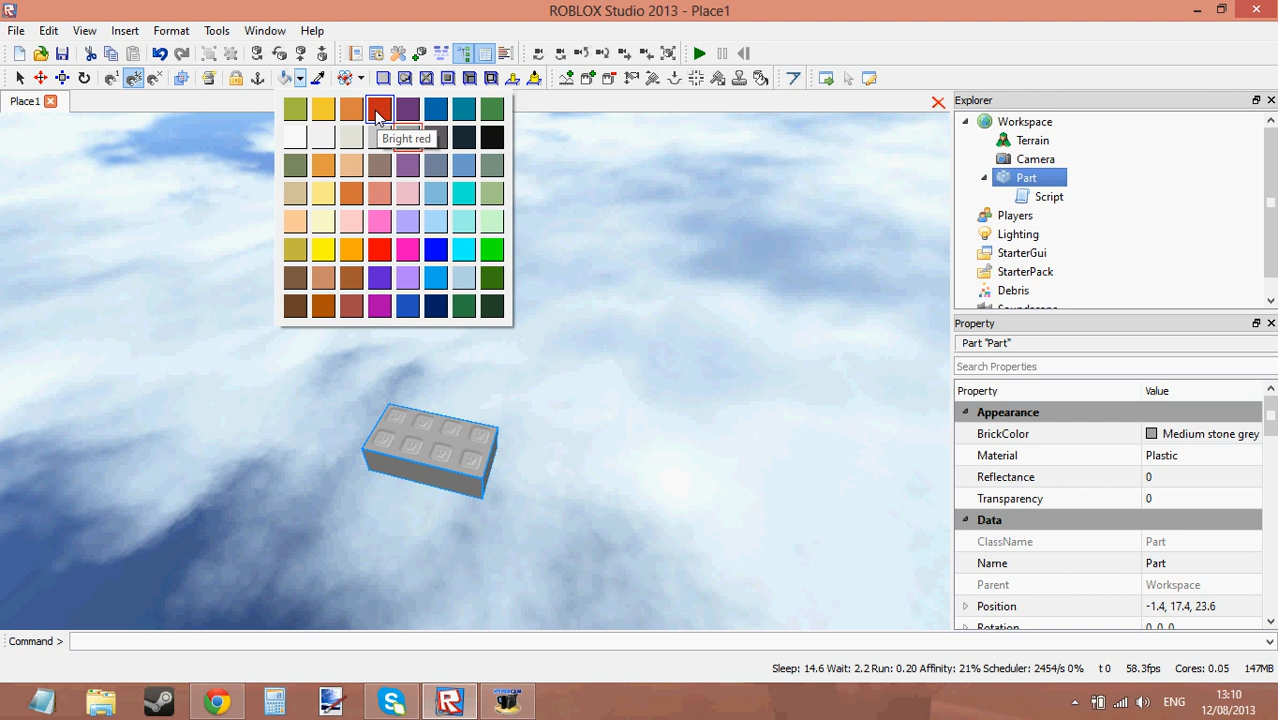 ROBLOX Studio 2013 - Place1
File Edit View Insert Format Tools Window Help
Place1
Bright red
Explorer
Workspace
Terrain
Camera
Part
Script
Players
Lighting
StarterGui
StarterPack
Debris
Soundscape
Property
Part "Part"
Search Properties
Property Value
Appearance
BrickColor Medium stone grey
Material Plastic
Reflectance 0
Transparency 0
Data
ClassName Part
Name Part
Parent Workspace
Position -1.4, 17.4, 23.6
Rotation 0, 0, 0
Command >
Sleep: 14.6 Wait: 2.2 Run: 0.20 Affinity: 21% Scheduler: 2454/s 0% t 0 58.3fps Cores: 0.05 147MB
ENG
13:10
12/08/2013